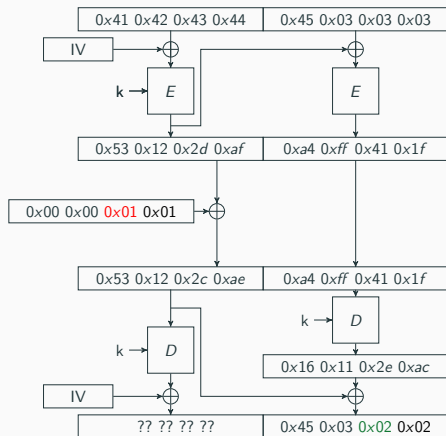 0x41 0x42 0x43 0x44 0x45 0x03 0x03 0x03
IV
k E E
0x53 0x12 0x2d 0xaf 0xa4 0xff 0x41 0x1f
0x00 0x00 0x01 0x01
0x53 0x12 0x2c 0xae 0xa4 0xff 0x41 0x1f
k D
k D
0x16 0x11 0x2e 0xac
IV
?? ?? ?? ?? 0x45 0x03 0x02 0x02